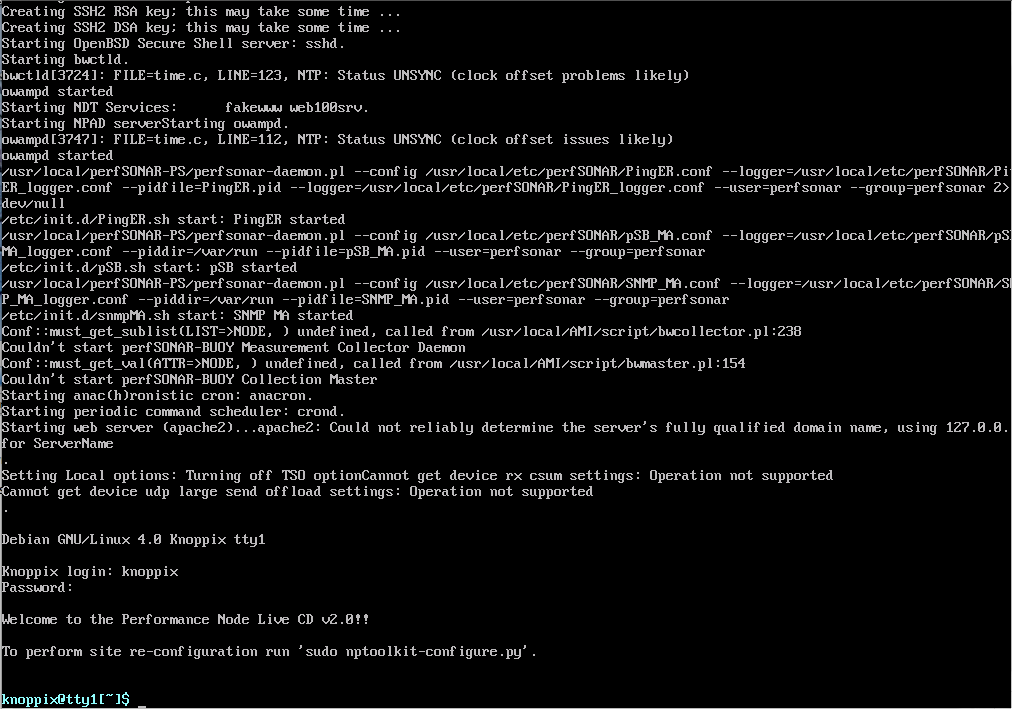 Creating SSH2 RSA key; this may take some time ...
Creating SSH2 DSA key; this may take some time ...
Starting OpenBSD Secure Shell server: sshd.
Starting bwctld.
bwctld[3724]: FILE=time.c, LINE=123, NTP: Status UNSYNC (clock offset problems likely)
owampd started
Starting NDT Services:      fakewww web100srv.
Starting NPAD serverStarting owampd.
owampd[3747]: FILE=time.c, LINE=112, NTP: Status UNSYNC (clock offset issues likely)
owampd started
/usr/local/perfSONAR-PS/perfsonar-daemon.pl --config /usr/local/etc/perfSONAR/PingER.conf --logger=/usr/local/etc/perfSONAR/Pi
ER_logger.conf --pidfile=PingER.pid --logger=/usr/local/etc/perfSONAR/PingER_logger.conf --user=perfsonar --group=perfsonar 2>
dev/null
/etc/init.d/PingER.sh start: PingER started
/usr/local/perfSONAR-PS/perfsonar-daemon.pl --config /usr/local/etc/perfSONAR/pSB_MA.conf --logger=/usr/local/etc/perfSONAR/pS
MA_logger.conf --piddir=/var/run --pidfile=pSB_MA.pid --user=perfsonar --group=perfsonar
/etc/init.d/pSB.sh start: pSB started
/usr/local/perfSONAR-PS/perfsonar-daemon.pl --config /usr/local/etc/perfSONAR/SNMP_MA.conf --logger=/usr/local/etc/perfSONAR/S
P_MA_logger.conf --piddir=/var/run --pidfile=SNMP_MA.pid --user=perfsonar --group=perfsonar
/etc/init.d/snmpMA.sh start: SNMP MA started
Conf::must_get_sublist(LIST=>NODE, ) undefined, called from /usr/local/AMI/script/bwcollector.pl:238
Couldn't start perfSONAR-BUOY Measurement Collector Daemon
Conf::must_get_val(ATTR=>NODE, ) undefined, called from /usr/local/AMI/script/bwmaster.pl:154
Couldn't start perfSONAR-BUOY Collection Master
Starting anac(h)ronistic cron: anacron.
Starting periodic command scheduler: crond.
Starting web server (apache2)...apache2: Could not reliably determine the server's fully qualified domain name, using 127.0.0.
for ServerName
.
Setting Local options: Turning off TSO optionCannot get device rx csum settings: Operation not supported
Cannot get device udp large send offload settings: Operation not supported
.
Debian GNU/Linux 4.0 Knoppix tty1
Knoppix login: knoppix
Password:
Welcome to the Performance Node Live CD v2.0!!
To perform site re-configuration run 'sudo nptoolkit-configure.py'.
knoppix@tty1[~]$ _